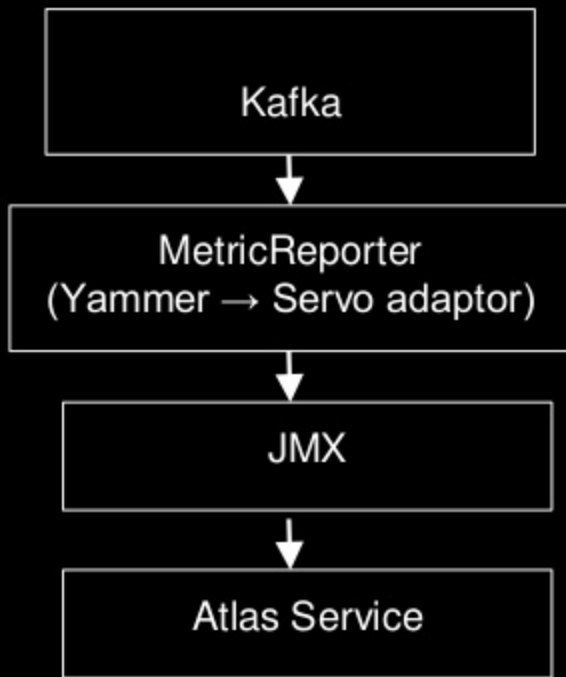 Kafka
MetricReporter
(Yammer → Servo adaptor)
JMX
Atlas Service